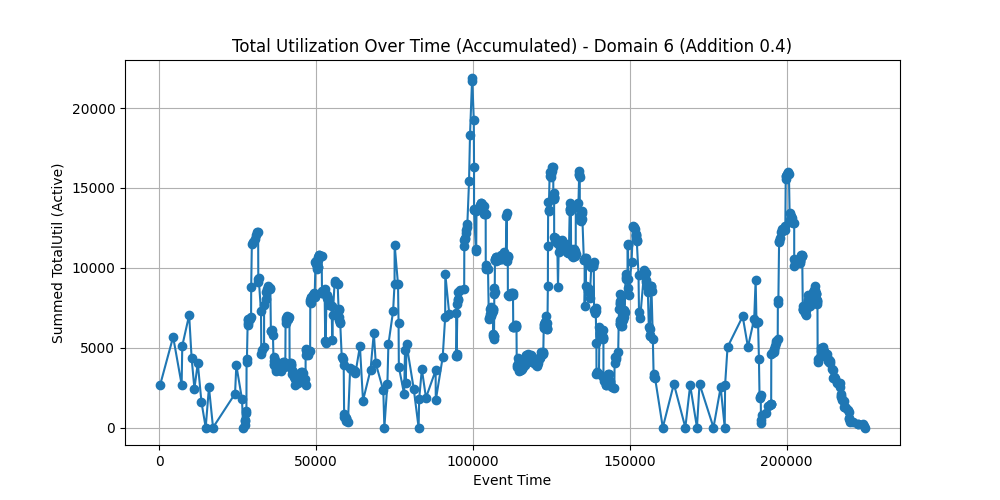 Total Utilization Over Time (Accumulated) - Domain 6 (Addition 0.4)
Summed TotalUtil (Active)
20000
15000
10000
5000
0
0 50000 100000 150000 200000
Event Time